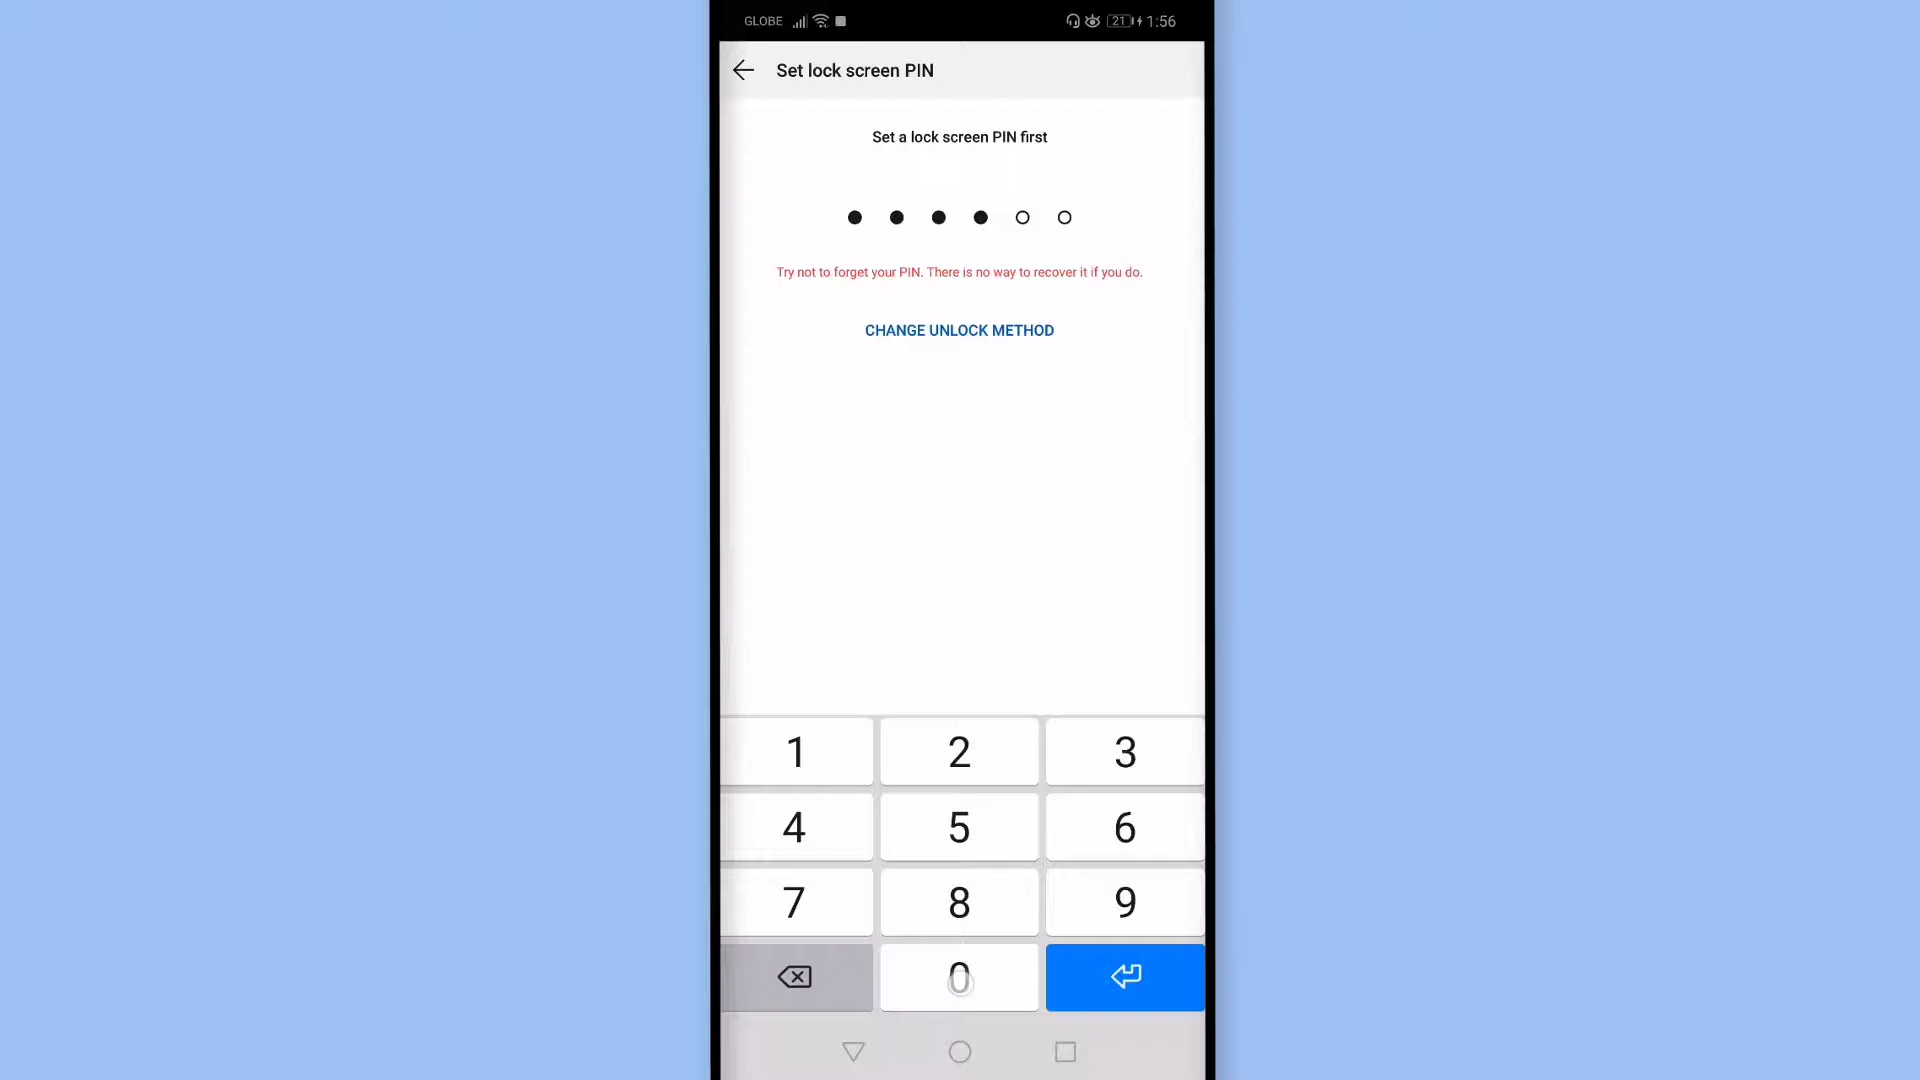 GLOBE 21 1:56
Set lock screen PIN
Set a lock screen PIN first
Try not to forget your PIN. There is no way to recover it if you do.
CHANGE UNLOCK METHOD
1 2 3
4 5 6
7 8 9
0